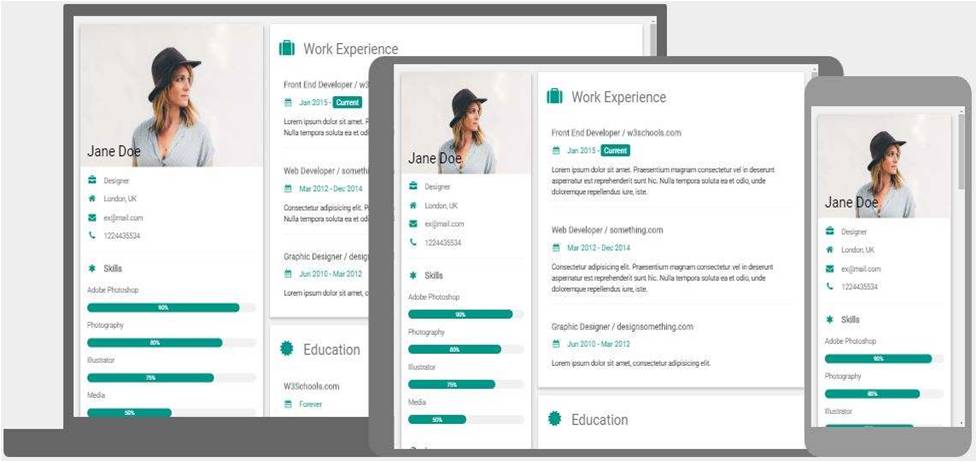 Jane Doe
Designer
London, UK
ex@mail.com
1224435534
Skills
Adobe Photoshop
90%
Photography
80%
Illustrator
75%
Media
50%
Work Experience
Front End Developer / w3
Jan 2015 - Current
Lorem ipsum dolor sit amet. P
Nulla tempora soluta ea et od
Web Developer / someth
Mar 2012 - Dec 2014
Consectetur adipisicing elit. P
Nulla tempora soluta ea et od
Graphic Designer / desig
Jun 2010 - Mar 2012
Lorem ipsum dolor sit amet, c
Education
W3Schools.com
Forever
Jane Doe
Designer
London, UK
ex@mail.com
1224435534
Skills
Adobe Photoshop
90%
Photography
80%
Illustrator
75%
Media
50%
Work Experience
Front End Developer / w3schools.com
Jan 2015 - Current
Lorem ipsum dolor sit amet. Praesentium magnam consectetur vel in deserunt
aspernatur est reprehenderit sunt hic. Nulla tempora soluta ea et odio, unde
doloremque repellendus iure, iste.
Web Developer / something.com
Mar 2012 - Dec 2014
Consectetur adipisicing elit. Praesentium magnam consectetur vel in deserunt
aspernatur est reprehenderit sunt hic. Nulla tempora soluta ea et odio, unde
doloremque repellendus iure, iste.
Graphic Designer / designsomething.com
Jun 2010 - Mar 2012
Lorem ipsum dolor sit amet, consectetur adipisicing elit.
Education
Jane Doe
Designer
London, UK
ex@mail.com
1224435534
Skills
Adobe Photoshop
90%
Photography
80%
Illustrator